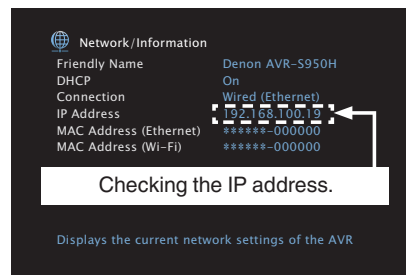 Network/Information
Friendly Name Denon AVR-S950H
DHCP On
Connection Wired (Ethernet)
IP Address 192.168.100.19
MAC Address (Ethernet) ******-000000
MAC Address (Wi-Fi) ******-000000
Checking the IP address.
Displays the current network settings of the AVR